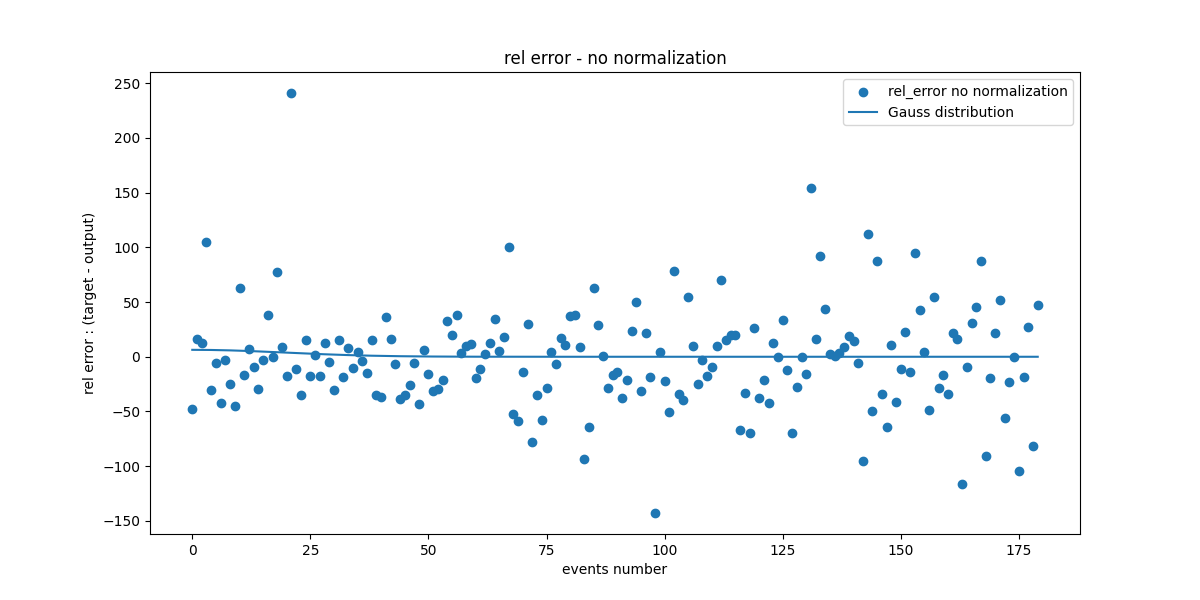 rel error - no normalization
rel_error no normalization
Gauss distribution
250
200
150
100
50
0
−50
−100
−150
rel error : (target - output)
0 25 50 75 100 125 150 175
events number